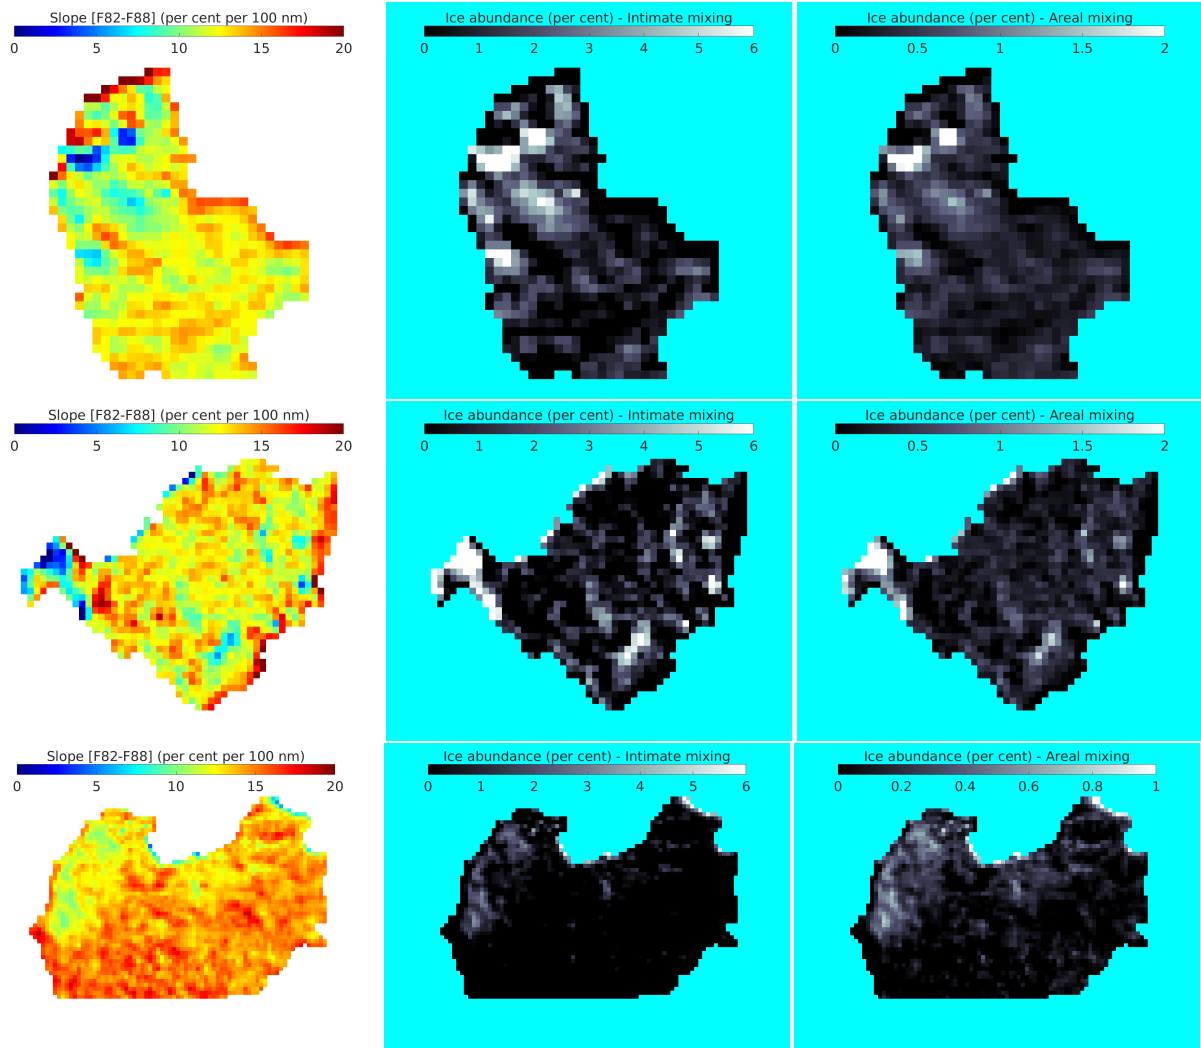 Slope [F82-F88] (per cent per 100 nm)
0 5 10 15 20
Ice abundance (per cent) - Intimate mixing
0 1 2 3 4 5 6
Ice abundance (per cent) - Areal mixing
0 0.5 1 1.5 2
Slope [F82-F88] (per cent per 100 nm)
0 5 10 15 20
Ice abundance (per cent) - Intimate mixing
0 1 2 3 4 5 6
Ice abundance (per cent) - Areal mixing
0 0.5 1 1.5 2
Slope [F82-F88] (per cent per 100 nm)
0 5 10 15 20
Ice abundance (per cent) - Intimate mixing
0 1 2 3 4 5 6
Ice abundance (per cent) - Areal mixing
0 0.2 0.4 0.6 0.8 1